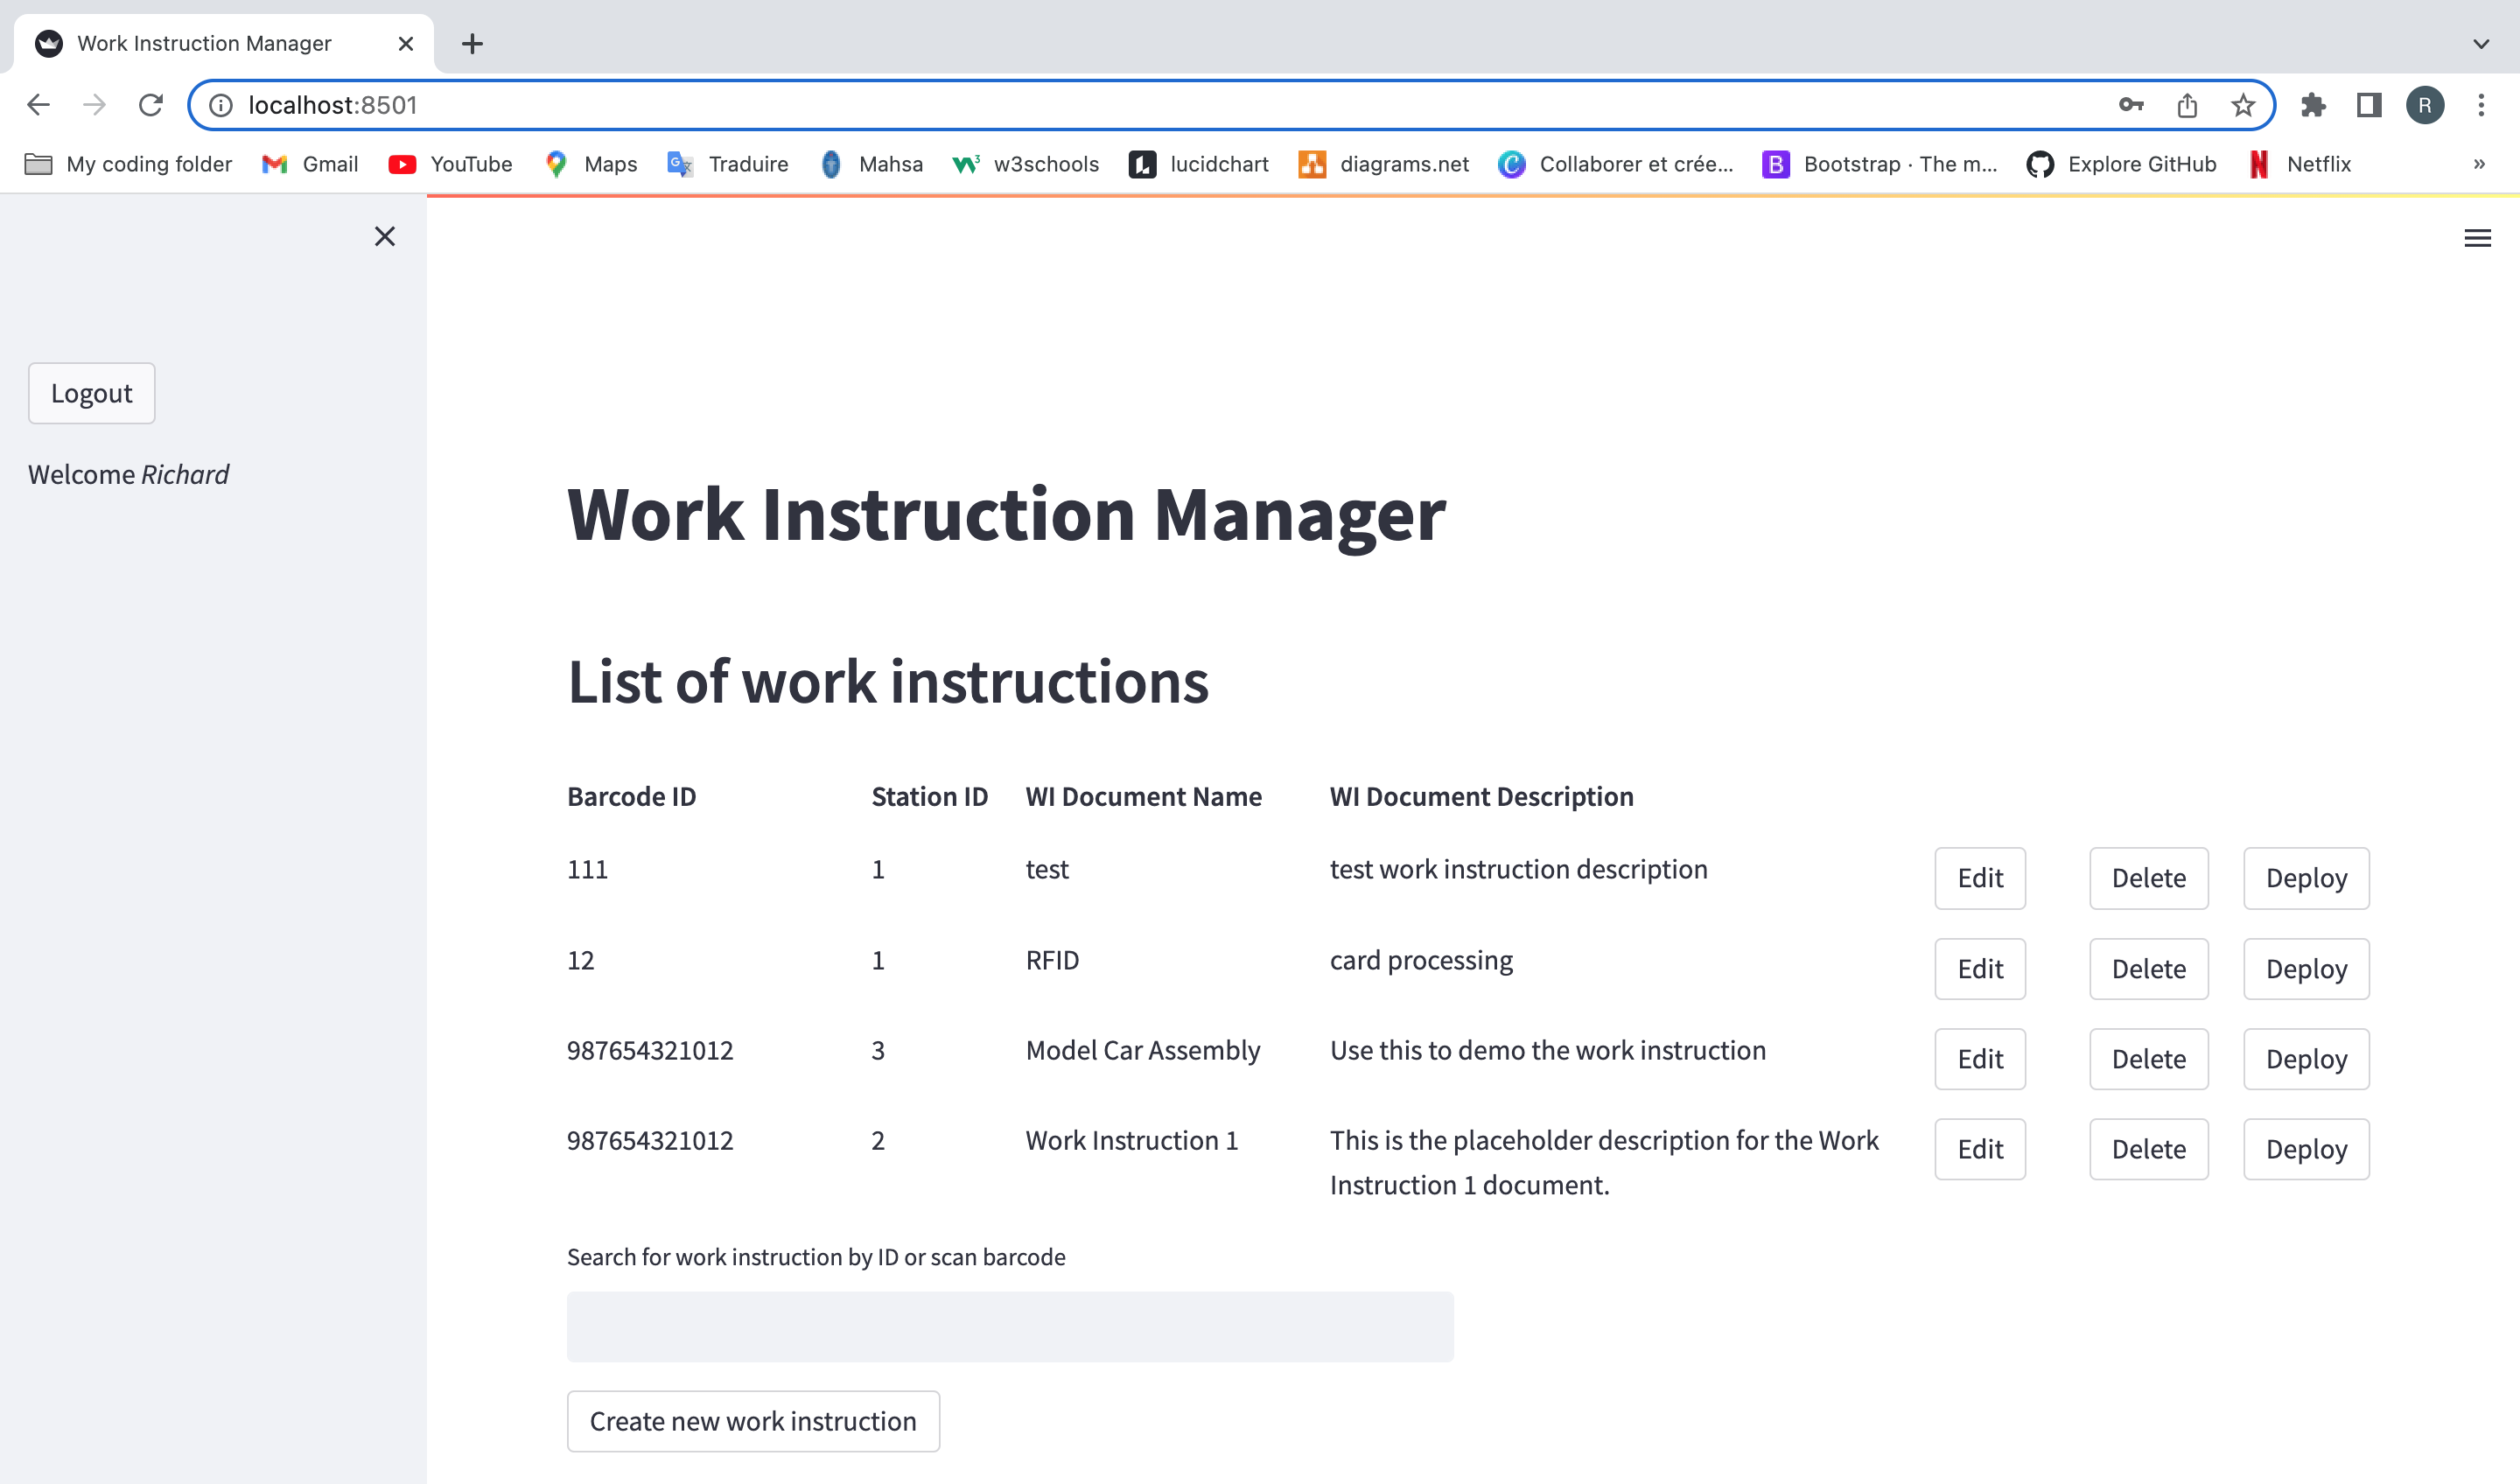 Work Instruction Manager
localhost:8501
R
My coding folder Gmail YouTube Maps Traduire Mahsa w3schools lucidchart diagrams.net Collaborer et crée... Bootstrap · The m... Explore GitHub Netflix »
Logout
Welcome Richard
Work Instruction Manager
List of work instructions
Barcode ID Station ID WI Document Name WI Document Description
111 1 test test work instruction description Edit Delete Deploy
12 1 RFID card processing Edit Delete Deploy
987654321012 3 Model Car Assembly Use this to demo the work instruction Edit Delete Deploy
987654321012 2 Work Instruction 1 This is the placeholder description for the Work Edit Delete Deploy
Instruction 1 document.
Search for work instruction by ID or scan barcode
Create new work instruction